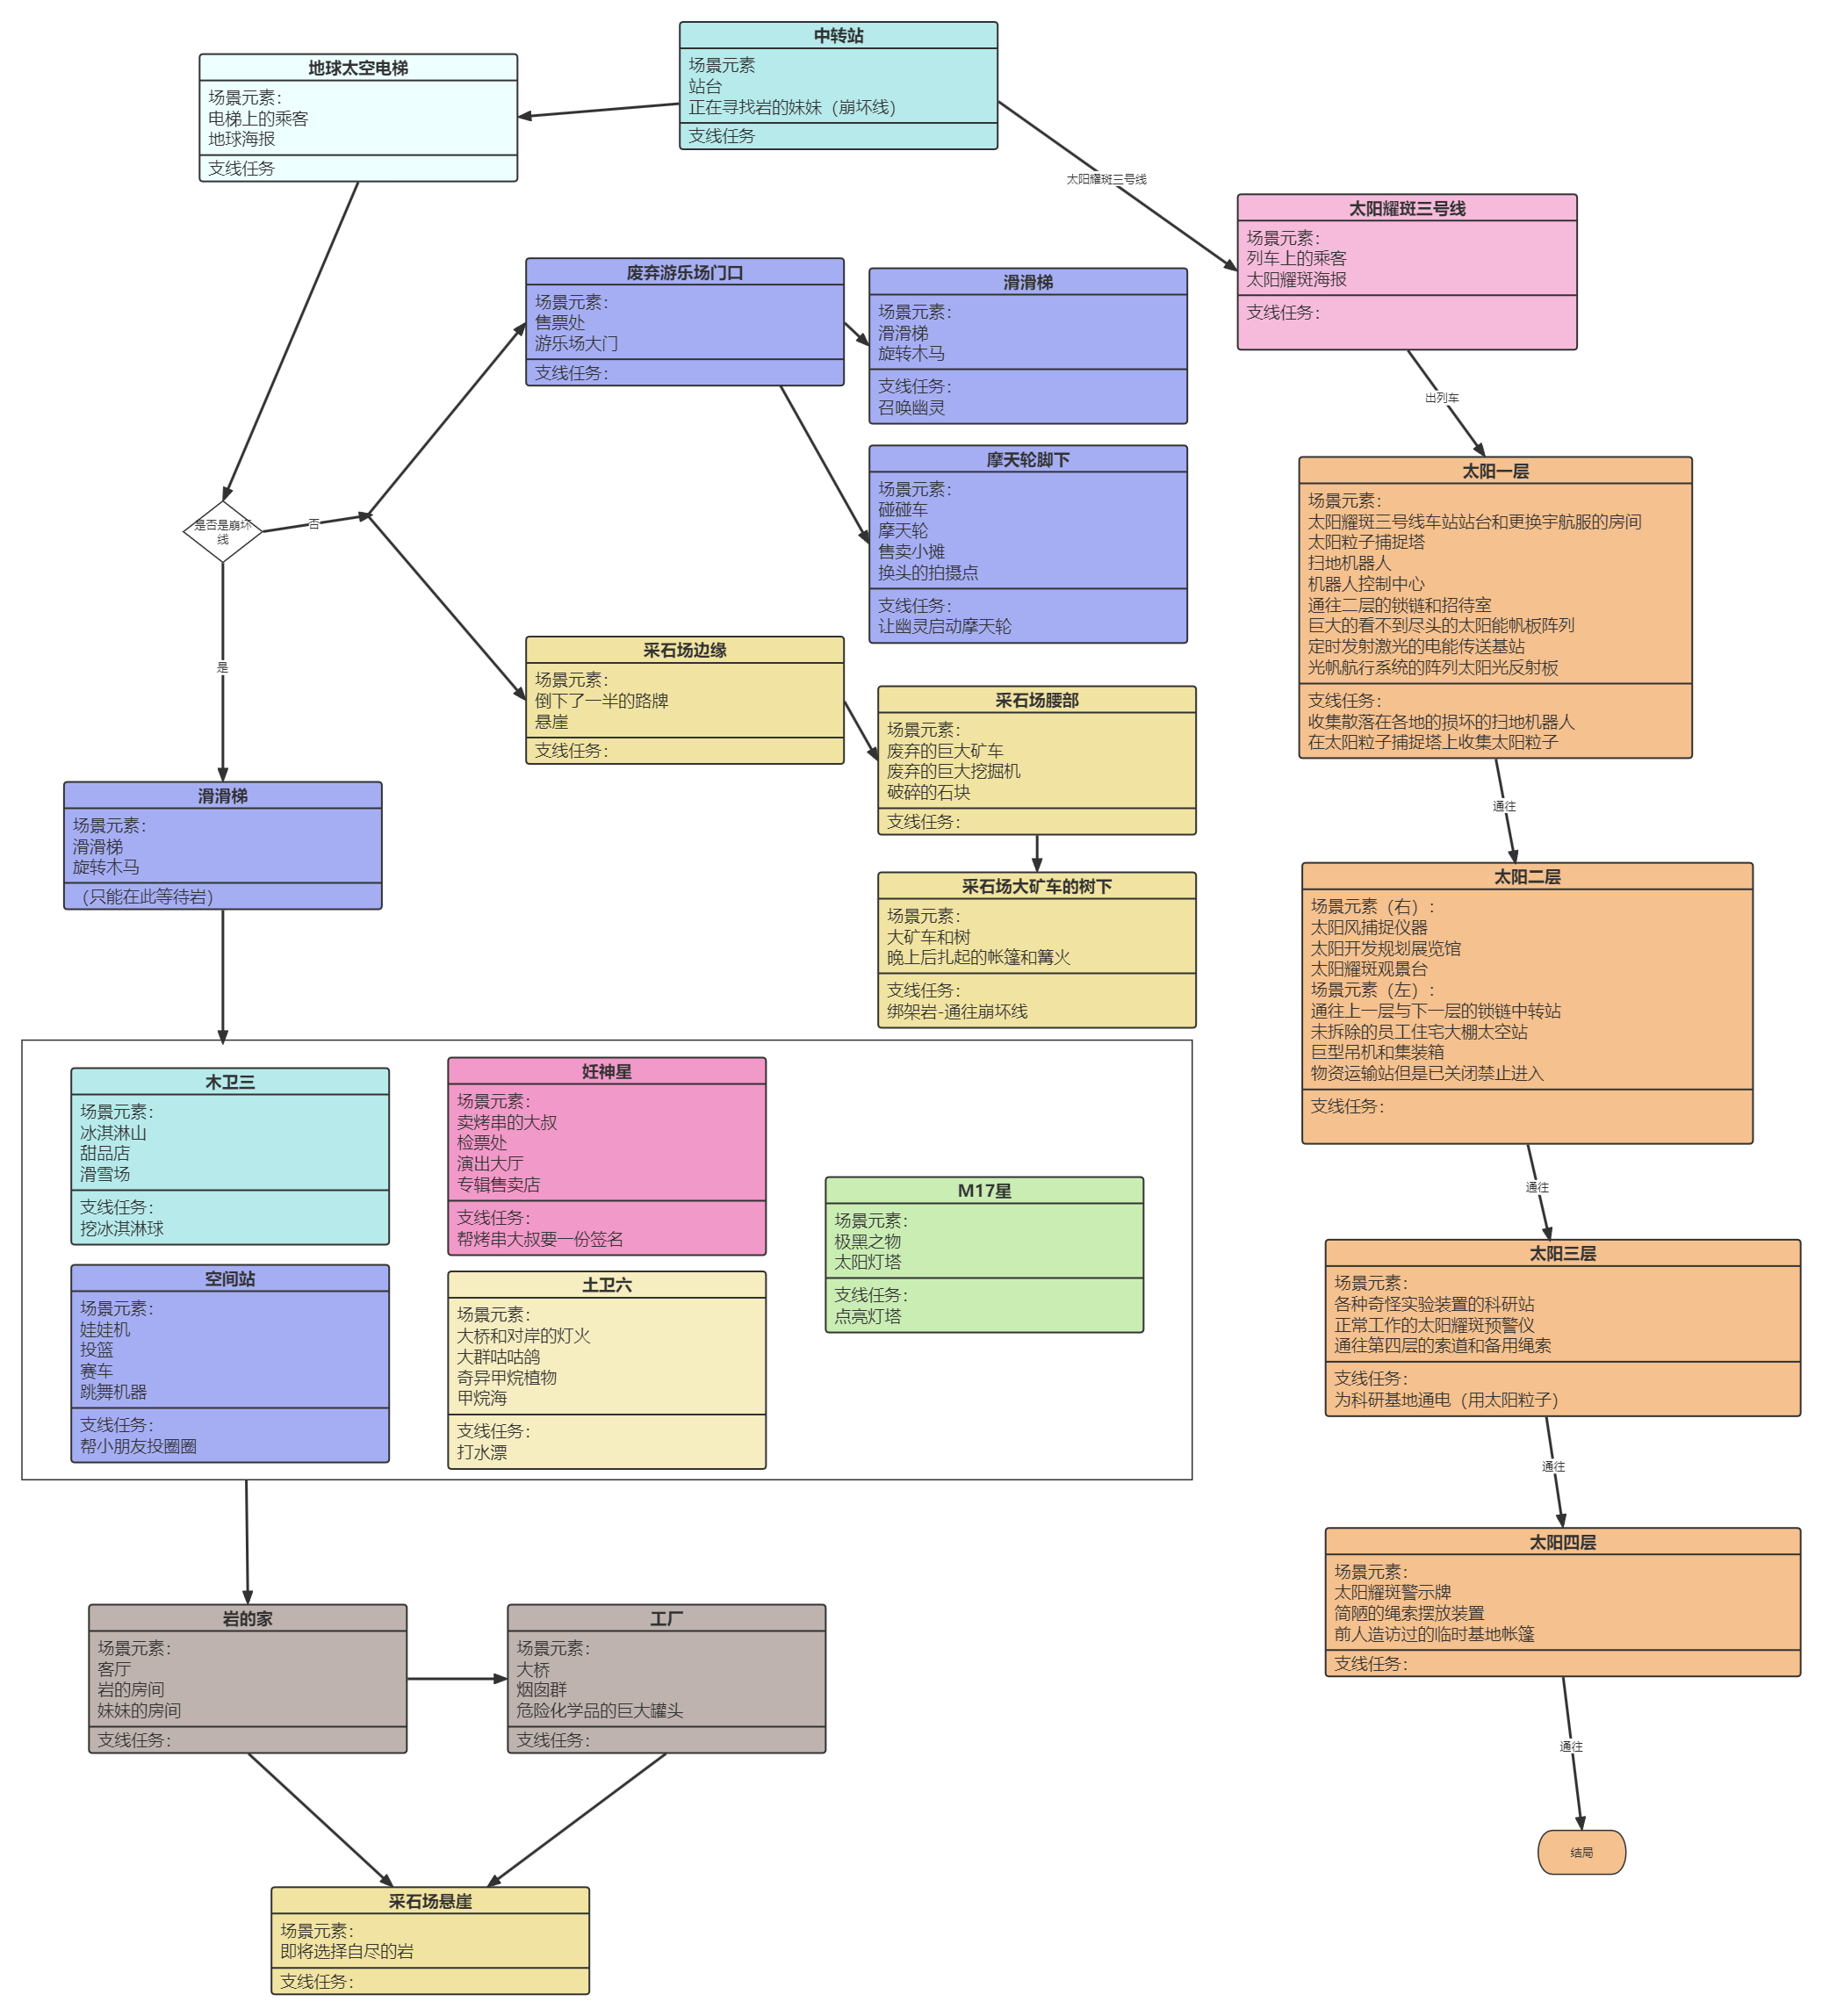 中转站
场景元素
站台
正在寻找岩的妹妹（崩坏线）
支线任务
地球太空电梯
场景元素：
电梯上的乘客
地球海报
支线任务
太阳耀斑三号线
太阳耀斑三号线
场景元素：
列车上的乘客
太阳耀斑海报
支线任务：
出列车
废弃游乐场门口
场景元素：
售票处
游乐场大门
支线任务：
滑滑梯
场景元素：
滑滑梯
旋转木马
支线任务：
召唤幽灵
摩天轮脚下
场景元素：
碰碰车
摩天轮
售卖小摊
换头的拍摄点
支线任务：
让幽灵启动摩天轮
是否是崩坏
线
否
是
采石场边缘
场景元素：
倒下了一半的路牌
悬崖
支线任务：
采石场腰部
场景元素：
废弃的巨大矿车
废弃的巨大挖掘机
破碎的石块
支线任务：
采石场大矿车的树下
场景元素：
大矿车和树
晚上后扎起的帐篷和篝火
支线任务：
绑架岩-通往崩坏线
滑滑梯
场景元素：
滑滑梯
旋转木马
（只能在此等待岩）
木卫三
场景元素：
冰淇淋山
甜品店
滑雪场
支线任务：
挖冰淇淋球
妊神星
场景元素：
卖烤串的大叔
检票处
演出大厅
专辑售卖店
支线任务：
帮烤串大叔要一份签名
M17星
场景元素：
极黑之物
太阳灯塔
支线任务：
点亮灯塔
空间站
场景元素：
娃娃机
投篮
赛车
跳舞机器
支线任务：
帮小朋友投圈圈
土卫六
场景元素：
大桥和对岸的灯火
大群咕咕鸽
奇异甲烷植物
甲烷海
支线任务：
打水漂
岩的家
场景元素：
客厅
岩的房间
妹妹的房间
支线任务：
工厂
场景元素：
大桥
烟囱群
危险化学品的巨大罐头
支线任务：
采石场悬崖
场景元素：
即将选择自尽的岩
支线任务：
太阳一层
场景元素：
太阳耀斑三号线车站站台和更换宇航服的房间
太阳粒子捕捉塔
扫地机器人
机器人控制中心
通往二层的锁链和招待室
巨大的看不到尽头的太阳能帆板阵列
定时发射激光的电能传送基站
光帆航行系统的阵列太阳光反射板
支线任务：
收集散落在各地的损坏的扫地机器人
在太阳粒子捕捉塔上收集太阳粒子
通往
太阳二层
场景元素（右）：
太阳风捕捉仪器
太阳开发规划展览馆
太阳耀斑观景台
场景元素（左）：
通往上一层与下一层的锁链中转站
未拆除的员工住宅大棚太空站
巨型吊机和集装箱
物资运输站但是已关闭禁止进入
支线任务：
通往
太阳三层
场景元素：
各种奇怪实验装置的科研站
正常工作的太阳耀斑预警仪
通往第四层的索道和备用绳索
支线任务：
为科研基地通电（用太阳粒子）
通往
太阳四层
场景元素：
太阳耀斑警示牌
简陋的绳索摆放装置
前人造访过的临时基地帐篷
支线任务：
通往
结局